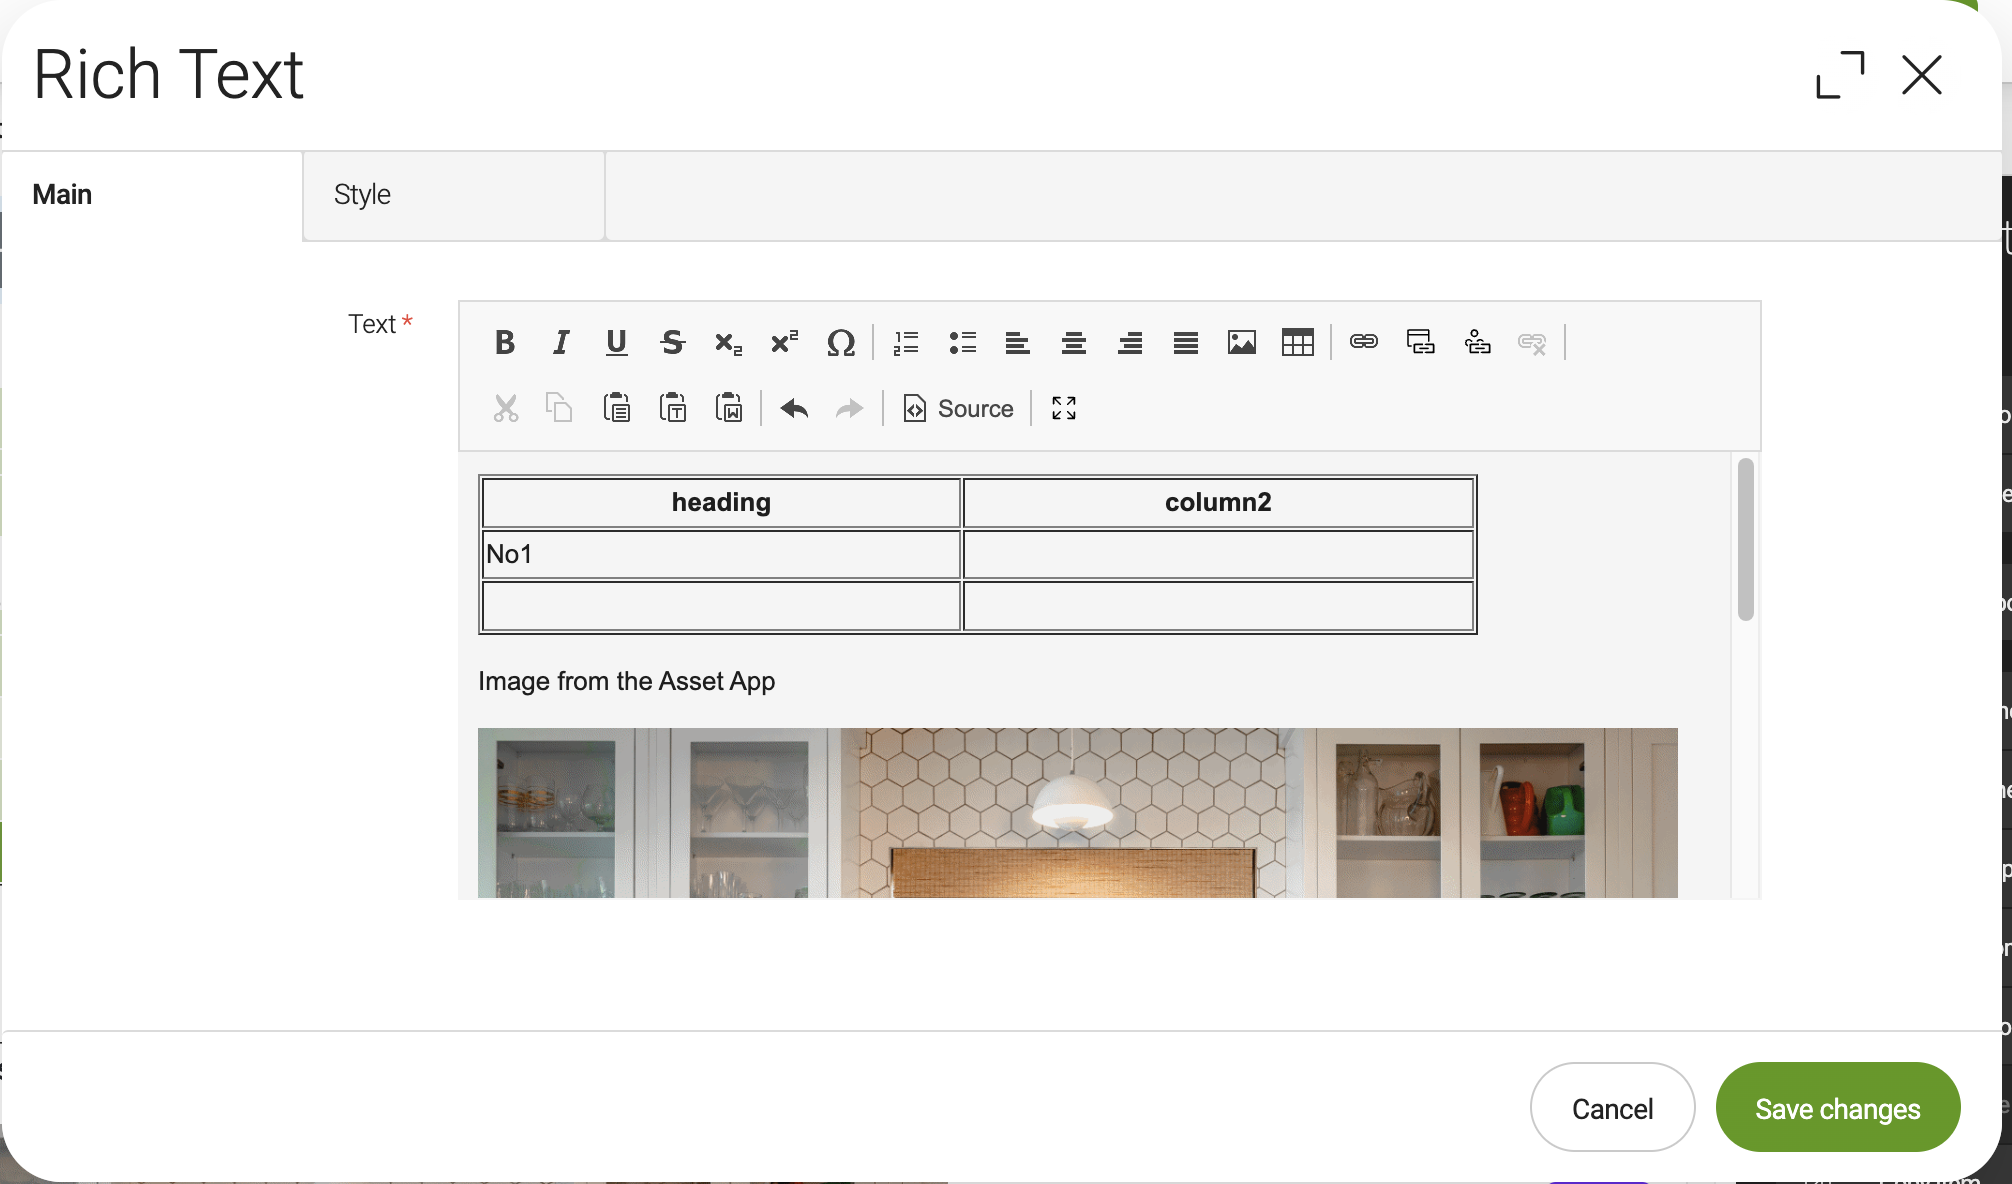 Rich Text
Main
Style
Text*
Source
heading column2
No1
Image from the Asset App
Cancel
Save changes